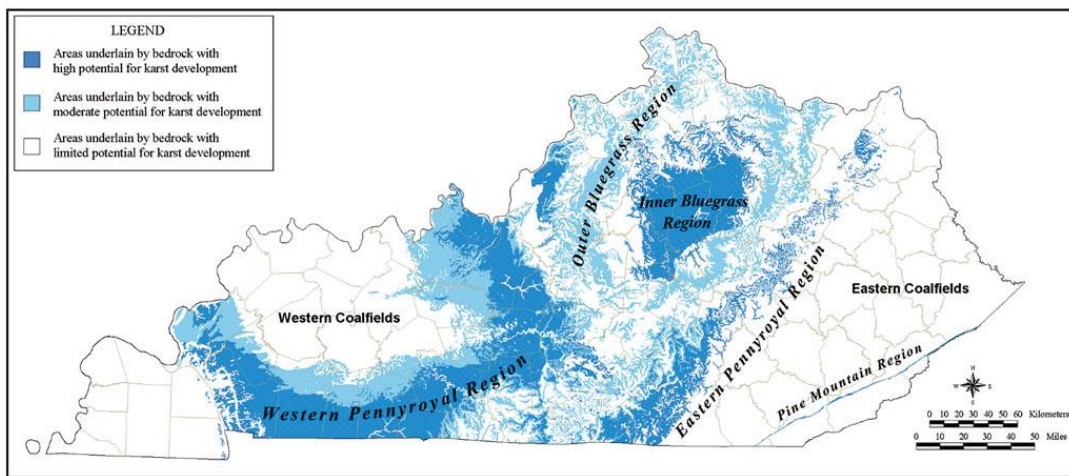 LEGEND
Areas underlain by bedrock with
high potential for karst development
Areas underlain by bedrock with
moderate potential for karst development
Areas underlain by bedrock with
limited potential for karst development
Outer Bluegrass Region
Inner Bluegrass
Region
Western Coalfields
Eastern Coalfields
Western Pennyroyal Region
Eastern Pennyroyal Region
Pine Mountain Region
0 10 20 30 40 50 60 Kilometers
0 10 20 30 40 50 Miles